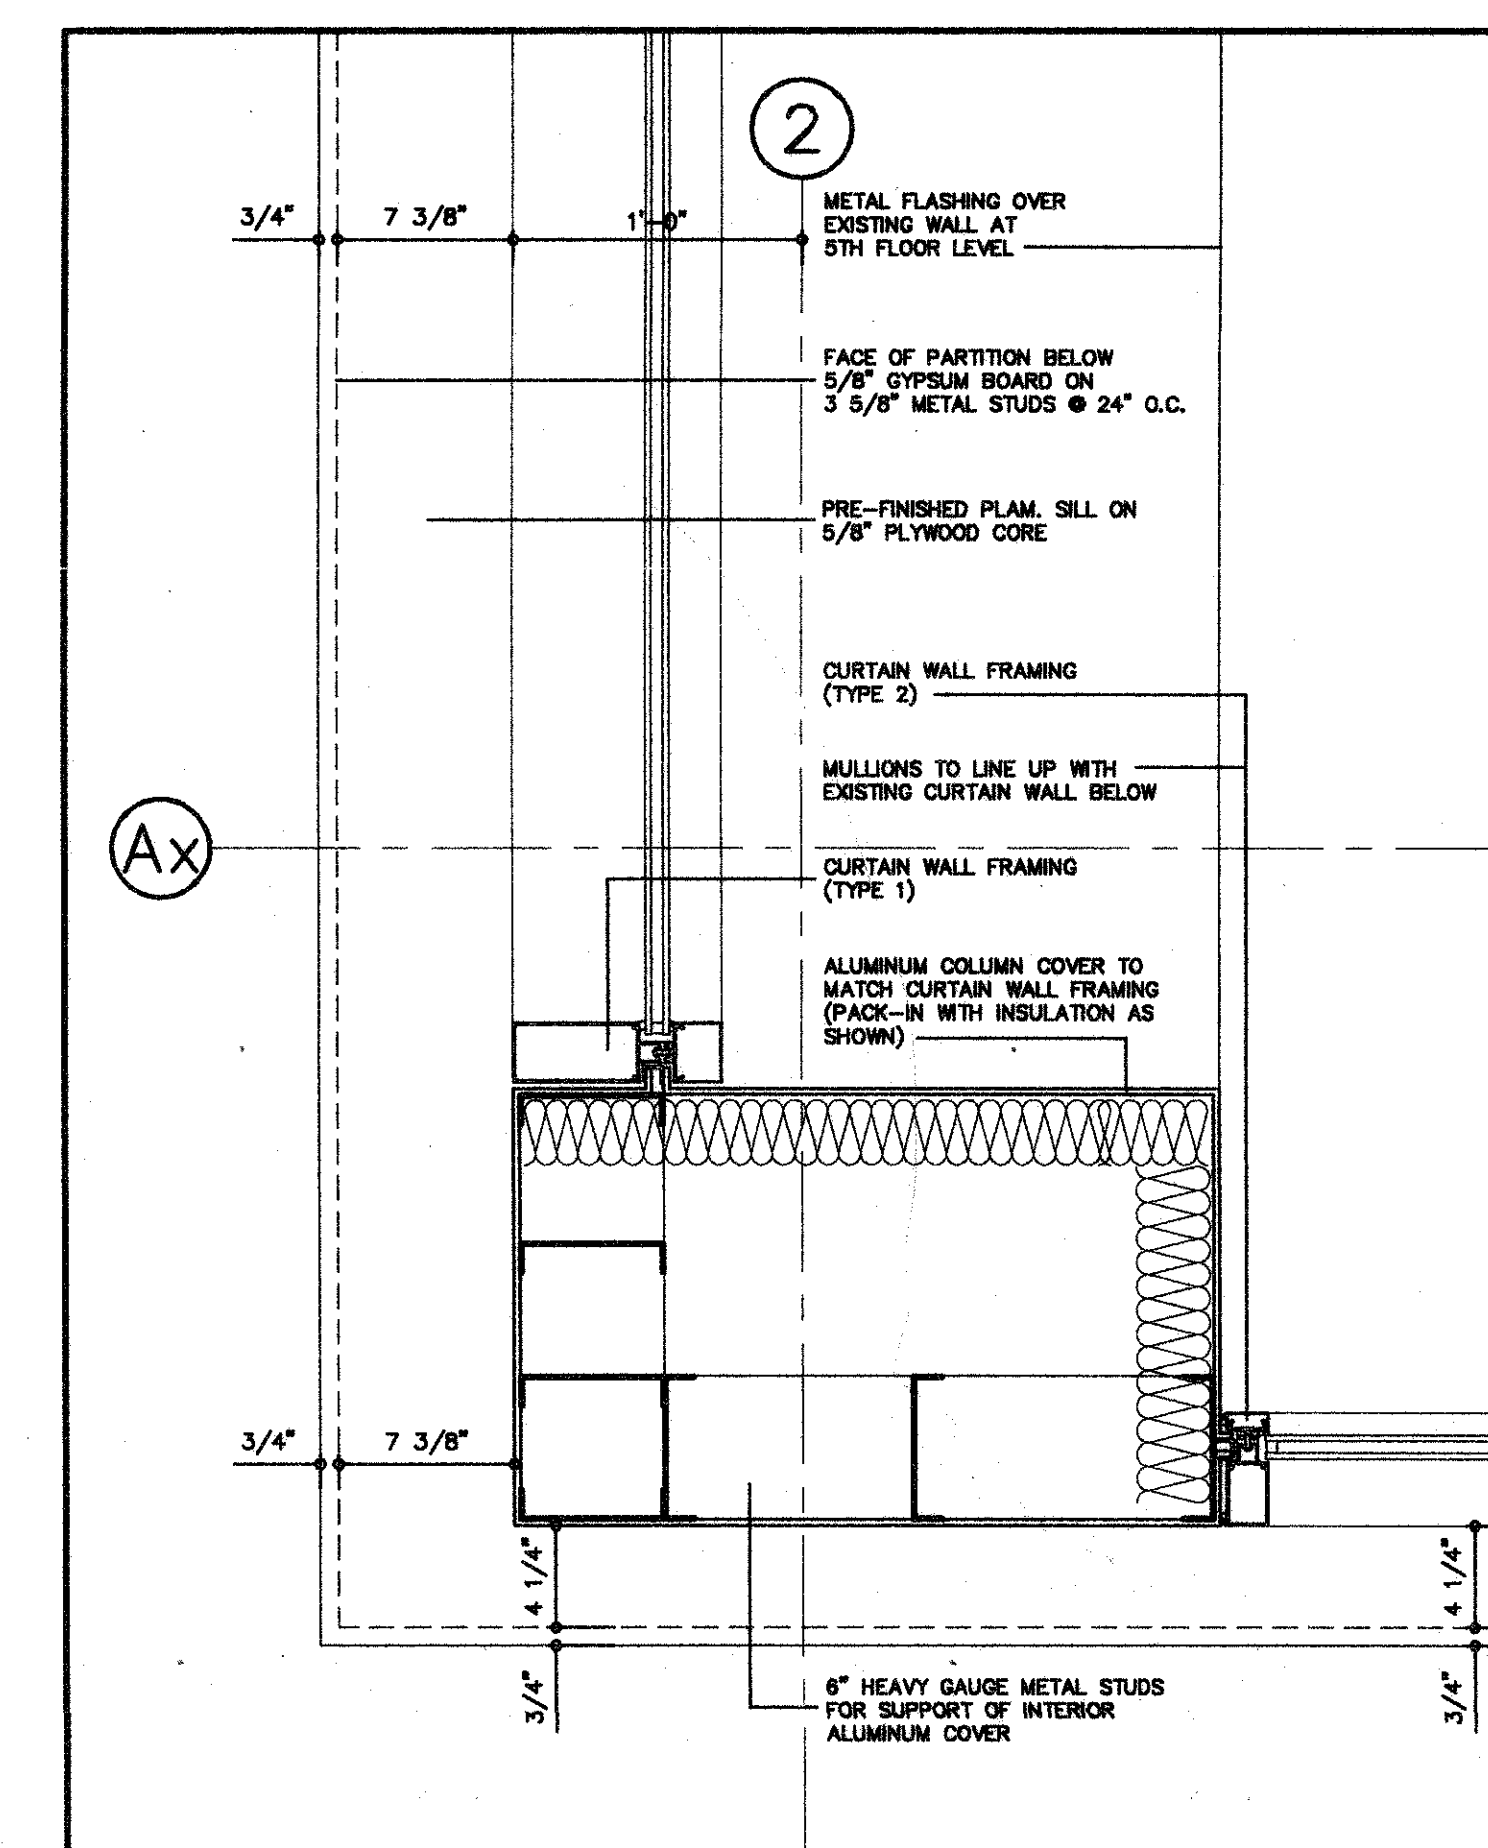 2
3/4" 7 3/8" 1'-0"
METAL FLASHING OVER
EXISTING WALL AT
5TH FLOOR LEVEL
FACE OF PARTITION BELOW
5/8" GYPSUM BOARD ON
3 5/8" METAL STUDS @ 24" O.C.
PRE-FINISHED PLAM. SILL ON
5/8" PLYWOOD CORE
CURTAIN WALL FRAMING
(TYPE 2)
MULLIONS TO LINE UP WITH
EXISTING CURTAIN WALL BELOW
Ax
CURTAIN WALL FRAMING
(TYPE 1)
ALUMINUM COLUMN COVER TO
MATCH CURTAIN WALL FRAMING
(PACK-IN WITH INSULATION AS
SHOWN)
3/4" 7 3/8"
4 1/4"
4 1/4"
3/4"
3/4"
6" HEAVY GAUGE METAL STUDS
FOR SUPPORT OF INTERIOR
ALUMINUM COVER